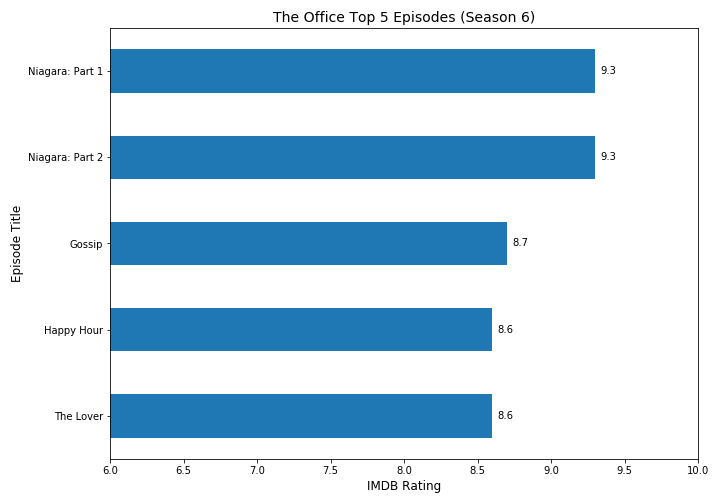 The Office Top 5 Episodes (Season 6)
Niagara: Part 1
9.3
Niagara: Part 2
9.3
Gossip
8.7
Happy Hour
8.6
The Lover
8.6
Episode Title
6.0 6.5 7.0 7.5 8.0 8.5 9.0 9.5 10.0
IMDB Rating